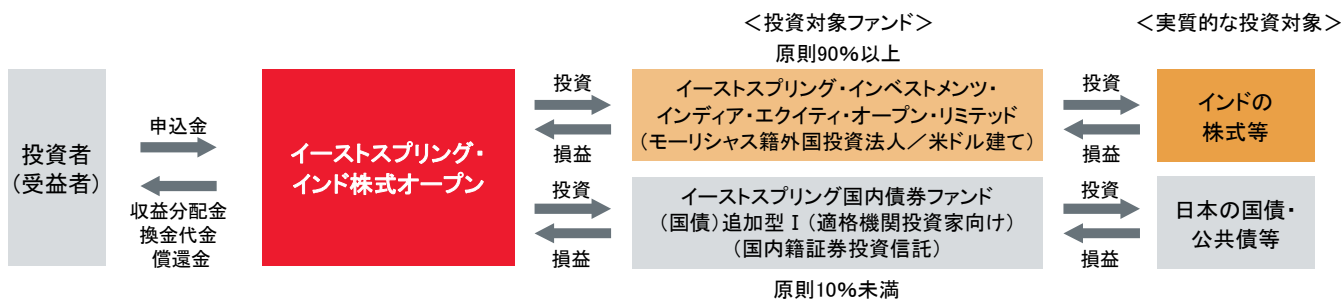 ＜投資対象ファンド＞
＜実質的な投資対象＞
原則90％以上
投資者
（受益者）
申込金
収益分配金
換金代金
償還金
イーストスプリング・
インド株式オープン
投資
損益
イーストスプリング・インベストメンツ・
インディア・エクイティ・オープン・リミテッド
（モーリシャス籍外国投資法人／米ドル建て）
投資
損益
インドの
株式等
投資
損益
イーストスプリング国内債券ファンド
（国債）追加型Ⅰ（適格機関投資家向け）
（国内籍証券投資信託）
投資
損益
日本の国債・
公共債等
原則10％未満